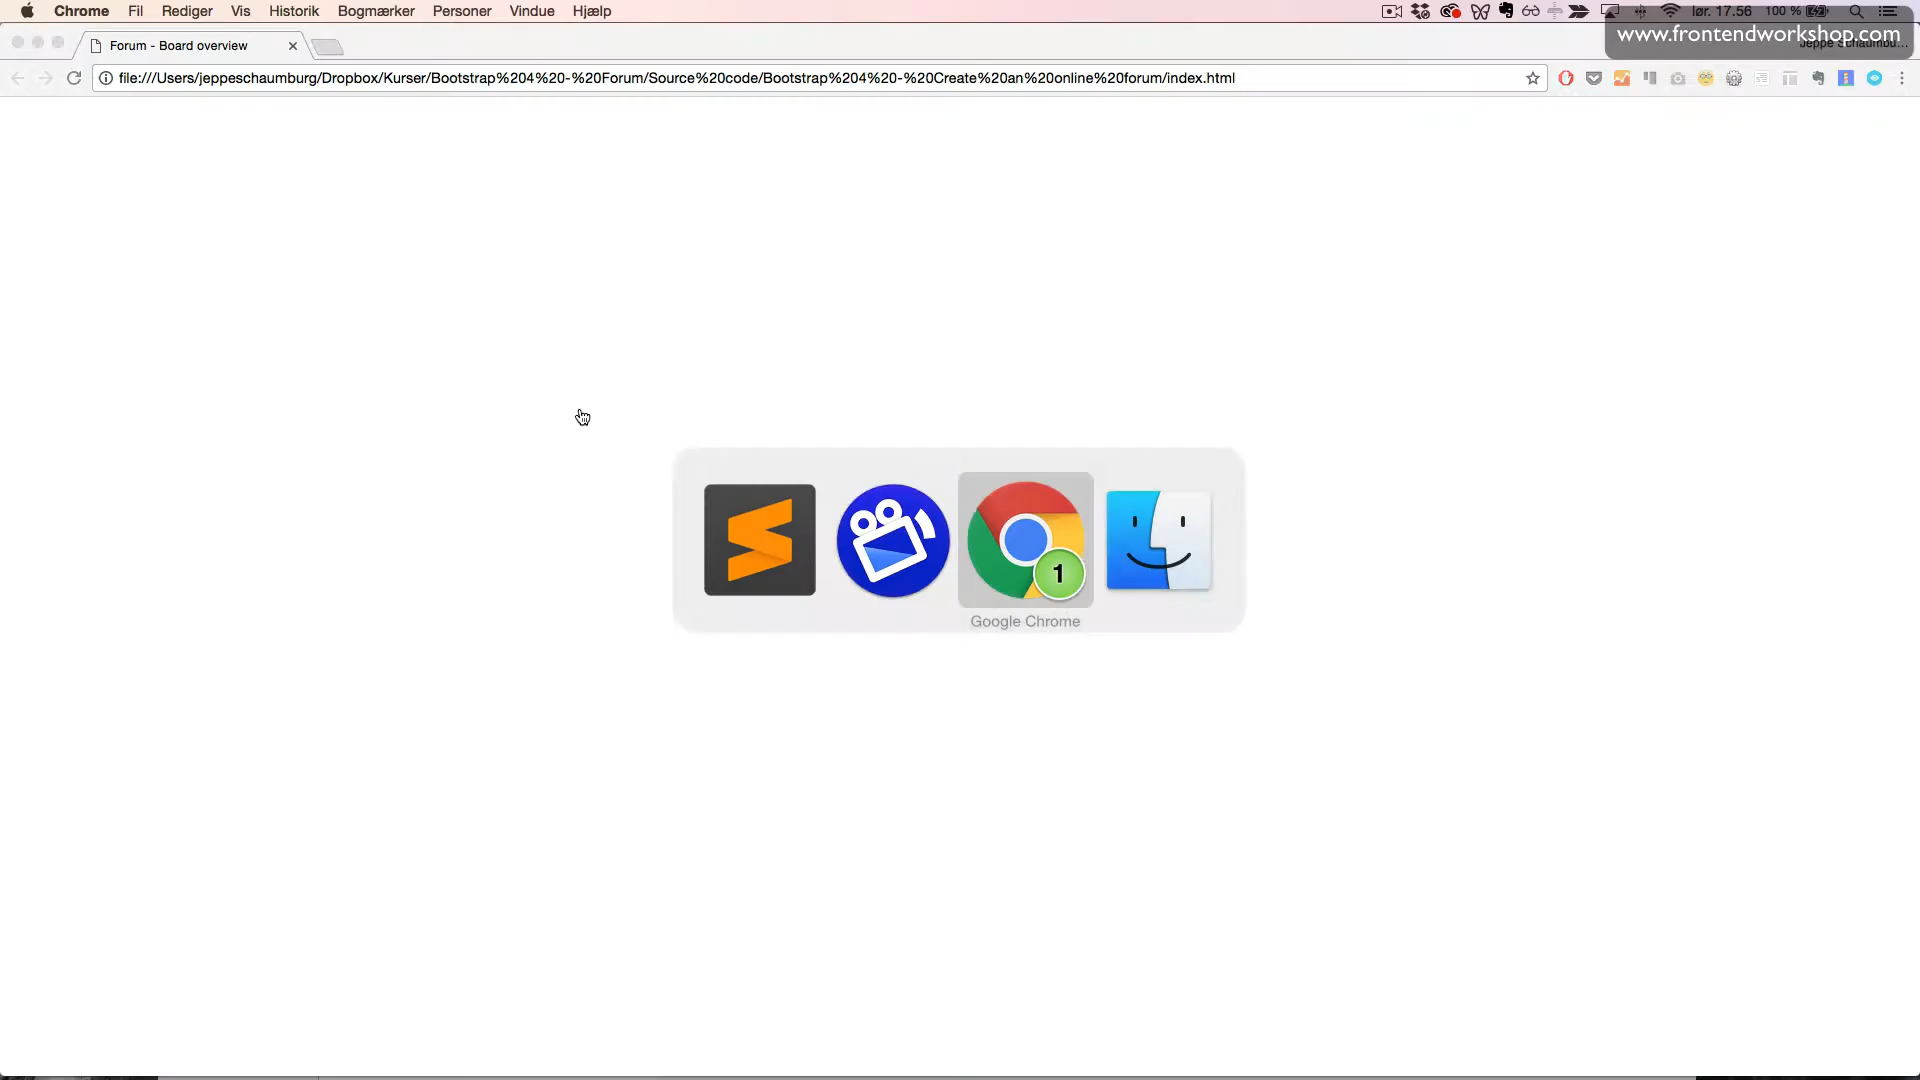 Chrome Fil Rediger Vis Historik Bogmærker Personer Vindue Hjælp lør. 17.56 100 %
www.frontendworkshop.com
Forum - Board overview
file:///Users/jeppeschaumburg/Dropbox/Kurser/Bootstrap%204%20-%20Forum/Source%20code/Bootstrap%204%20-%20Create%20an%20online%20forum/index.html
1
Google Chrome